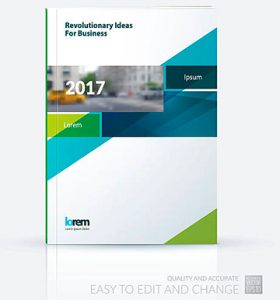 Revolutionary Ideas
For Business
Ipsum
2017
Lorem
lorem
QUALITY AND ACCURATE
EASY TO EDIT AND CHANGE